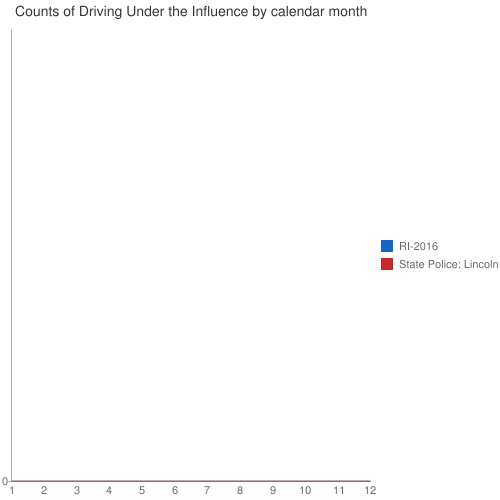 Counts of Driving Under the Influence by calendar month
RI-2016
State Police: Lincoln
0
1 2 3 4 5 6 7 8 9 10 11 12